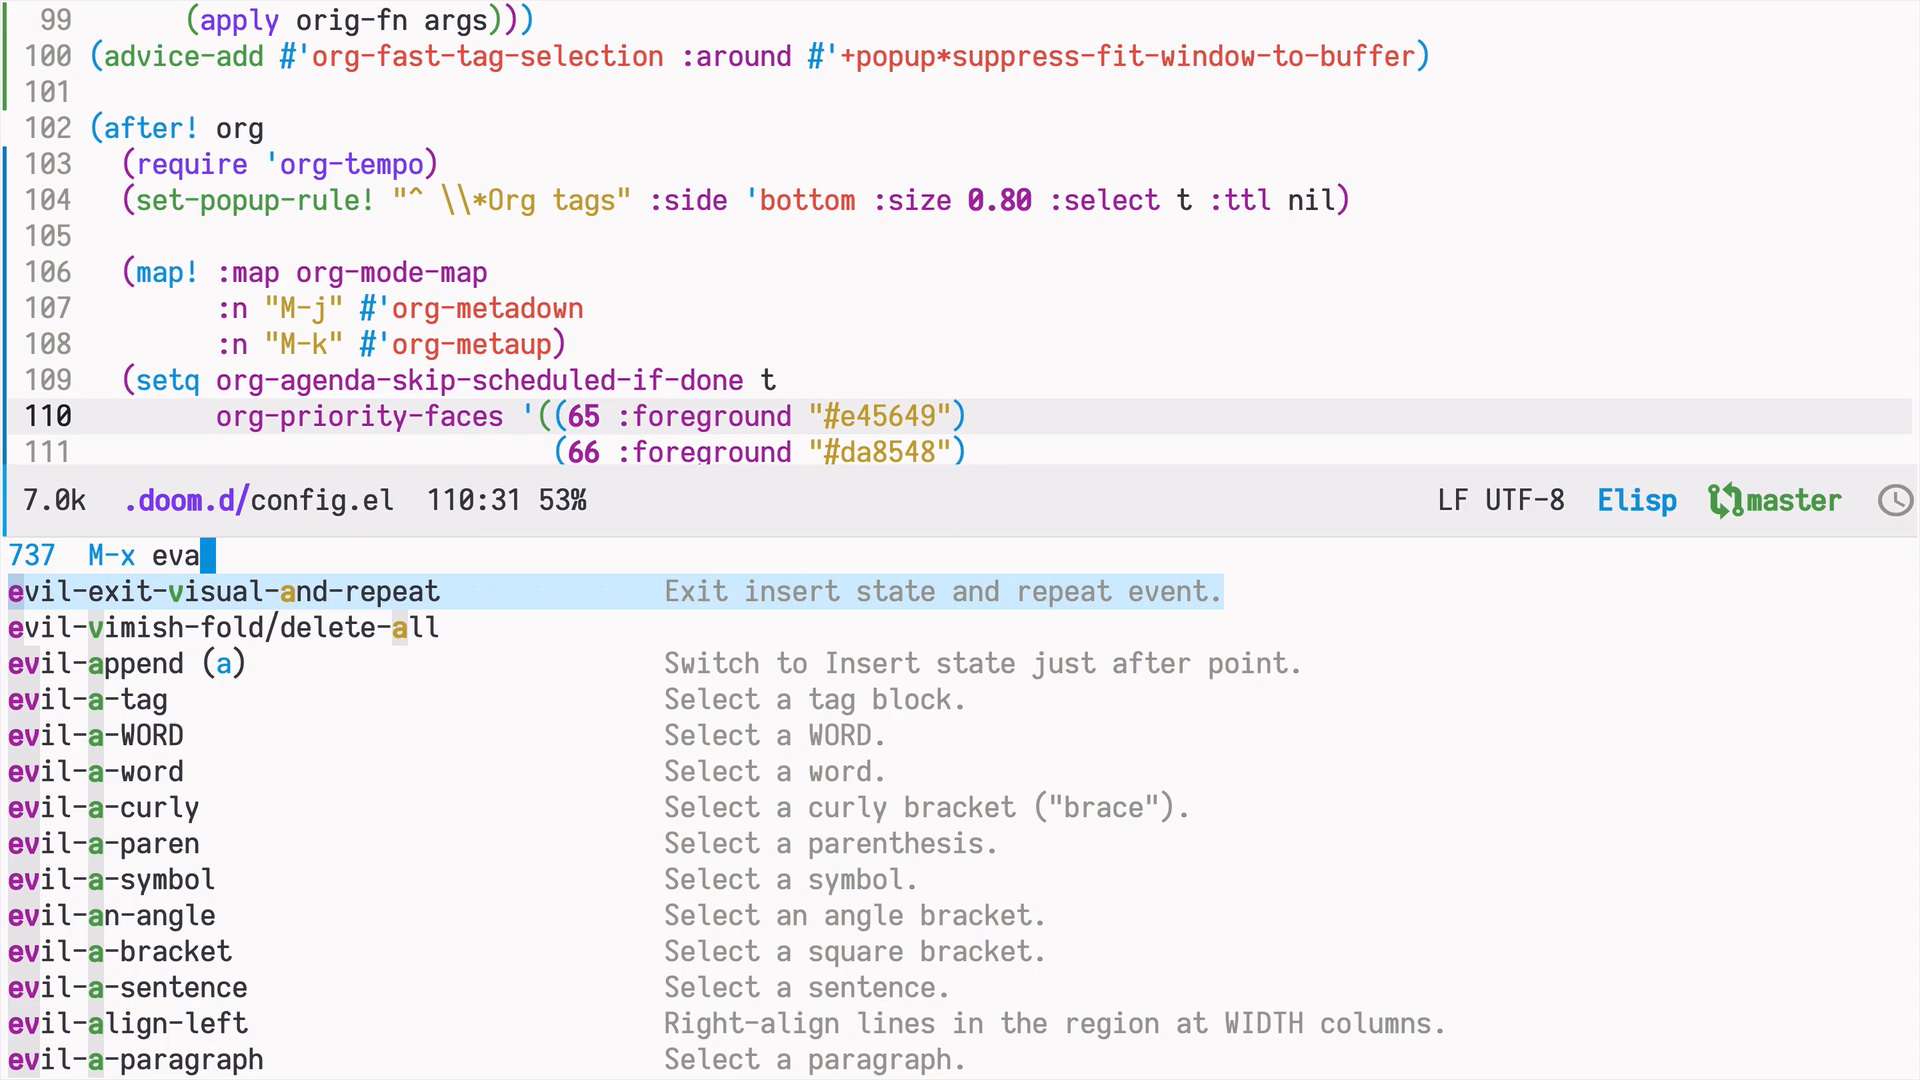 99 (apply orig-fn args)))
100 (advice-add #'org-fast-tag-selection :around #'+popup*suppress-fit-window-to-buffer)
101
102 (after! org
103 (require 'org-tempo)
104 (set-popup-rule! "^ \\*Org tags" :side 'bottom :size 0.80 :select t :ttl nil)
105
106 (map! :map org-mode-map
107 :n "M-j" #'org-metadown
108 :n "M-k" #'org-metaup)
109 (setq org-agenda-skip-scheduled-if-done t
110 org-priority-faces '((65 :foreground "#e45649")
111 (66 :foreground "#da8548")
7.0k .doom.d/config.el 110:31 53% LF UTF-8 Elisp master
737 M-x eva
evil-exit-visual-and-repeat Exit insert state and repeat event.
evil-vimish-fold/delete-all
evil-append (a) Switch to Insert state just after point.
evil-a-tag Select a tag block.
evil-a-WORD Select a WORD.
evil-a-word Select a word.
evil-a-curly Select a curly bracket ("brace").
evil-a-paren Select a parenthesis.
evil-a-symbol Select a symbol.
evil-an-angle Select an angle bracket.
evil-a-bracket Select a square bracket.
evil-a-sentence Select a sentence.
evil-align-left Right-align lines in the region at WIDTH columns.
evil-a-paragraph Select a paragraph.